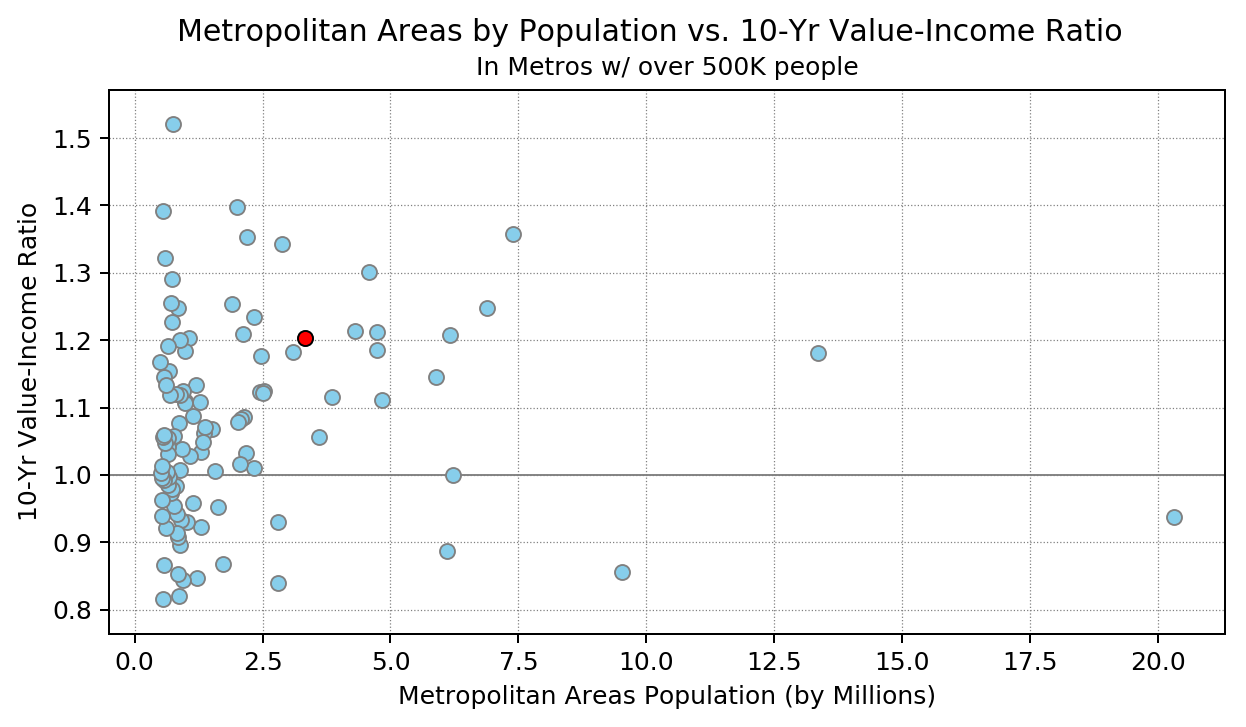 Metropolitan Areas by Population vs. 10-Yr Value-Income Ratio
In Metros w/ over 500K people
10-Yr Value-Income Ratio
1.5
1.4
1.3
1.2
1.1
1.0
0.9
0.8
0.0 2.5 5.0 7.5 10.0 12.5 15.0 17.5 20.0
Metropolitan Areas Population (by Millions)